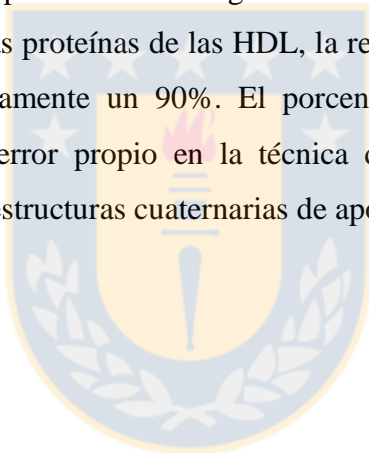 s proteínas de las HDL, la re
amente un 90%. El porcen
error propio en la técnica
estructuras cuaternarias de apo